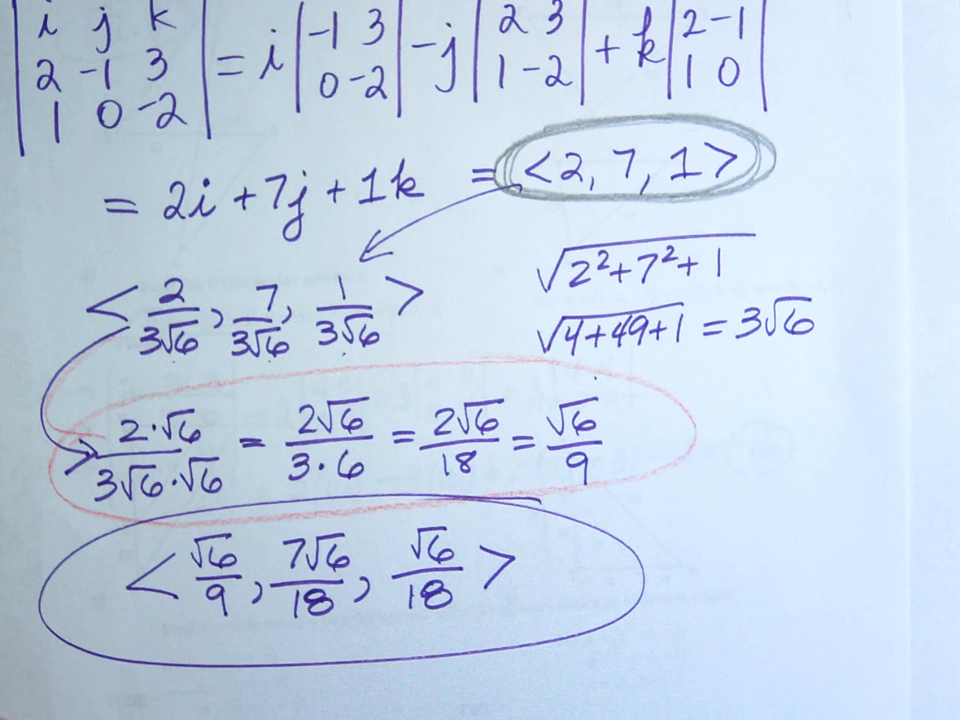 | i j k |
| 2 -1 3 | = i | -1 3 | - j | 2 3 | + k | 2 -1 |
| 1 0 -2 | | 0 -2 | | 1 -2 | | 1 0 |
= 2i + 7j + 1k = <2, 7, 1>
√(2² + 7² + 1)
< 2/3√6, 7/3√6, 1/3√6 >
√(4+49+1) = 3√6
2·√6/3√6·√6 = 2√6/3·6 = 2√6/18 = √6/9
< √6/9, 7√6/18, √6/18 >